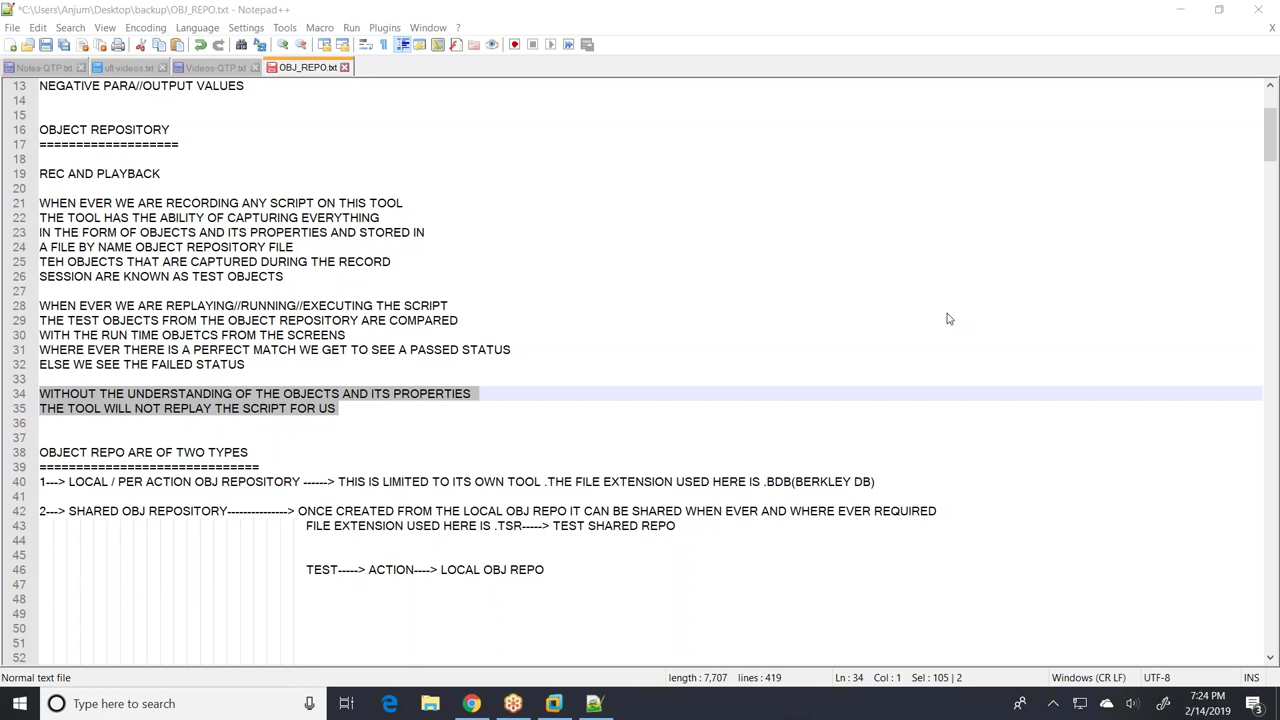 *C:\Users\Anjum\Desktop\backup\OBJ_REPO.txt - Notepad++
File Edit Search View Encoding Language Settings Tools Macro Run Plugins Window ?
X
Notes-QTP.txt uft-videos.txt Videos-QTP.txt OBJ_REPO.txt
13 NEGATIVE PARA//OUTPUT VALUES
14
15
16 OBJECT REPOSITORY
17 ===================
18
19 REC AND PLAYBACK
20
21 WHEN EVER WE ARE RECORDING ANY SCRIPT ON THIS TOOL
22 THE TOOL HAS THE ABILITY OF CAPTURING EVERYTHING
23 IN THE FORM OF OBJECTS AND ITS PROPERTIES AND STORED IN
24 A FILE BY NAME OBJECT REPOSITORY FILE
25 TEH OBJECTS THAT ARE CAPTURED DURING THE RECORD
26 SESSION ARE KNOWN AS TEST OBJECTS
27
28 WHEN EVER WE ARE REPLAYING//RUNNING//EXECUTING THE SCRIPT
29 THE TEST OBJECTS FROM THE OBJECT REPOSITORY ARE COMPARED
30 WITH THE RUN TIME OBJETCS FROM THE SCREENS
31 WHERE EVER THERE IS A PERFECT MATCH WE GET TO SEE A PASSED STATUS
32 ELSE WE SEE THE FAILED STATUS
33
34 WITHOUT THE UNDERSTANDING OF THE OBJECTS AND ITS PROPERTIES
35 THE TOOL WILL NOT REPLAY THE SCRIPT FOR US
36
37
38 OBJECT REPO ARE OF TWO TYPES
39 ==============================
40 1---> LOCAL / PER ACTION OBJ REPOSITORY ------> THIS IS LIMITED TO ITS OWN TOOL .THE FILE EXTENSION USED HERE IS .BDB(BERKLEY DB)
41
42 2---> SHARED OBJ REPOSITORY--------------> ONCE CREATED FROM THE LOCAL OBJ REPO IT CAN BE SHARED WHEN EVER AND WHERE EVER REQUIRED
43 FILE EXTENSION USED HERE IS .TSR-----> TEST SHARED REPO
44
45
46 TEST-----> ACTION----> LOCAL OBJ REPO
47
48
49
50
51
52
Normal text file length : 7,707 lines : 419 Ln : 34 Col : 1 Sel : 105 | 2 Windows (CR LF) UTF-8 INS
Type here to search
7:24 PM
2/14/2019
3